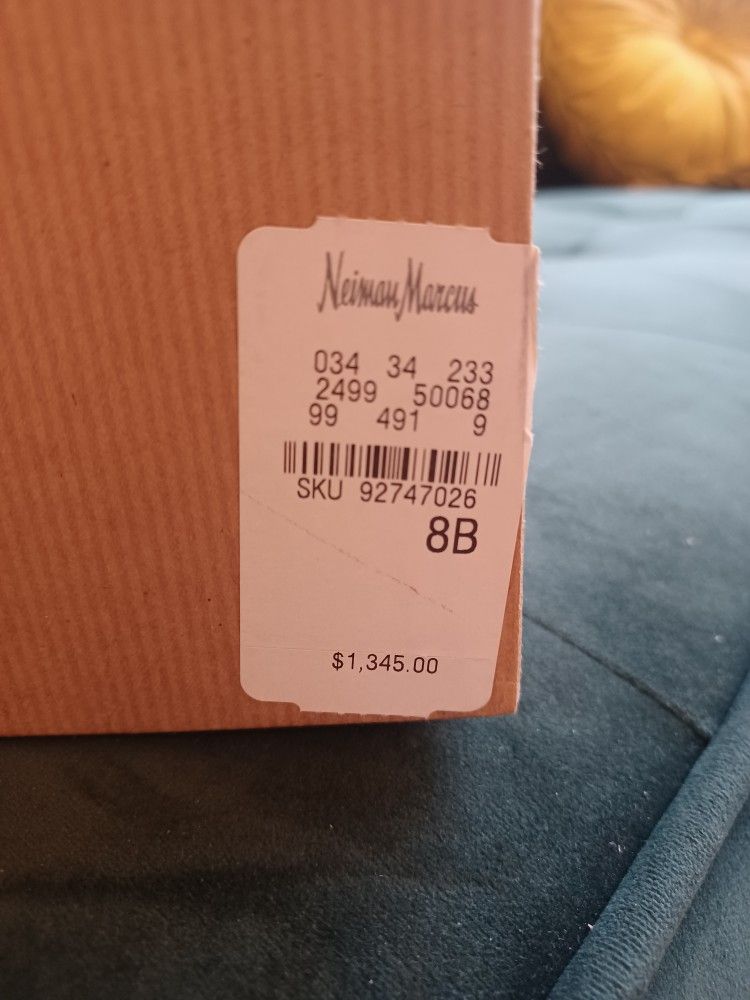 Neiman Marcus
034 34 233
2499 50068
99 491 9
SKU 92747026
8B
$1,345.00